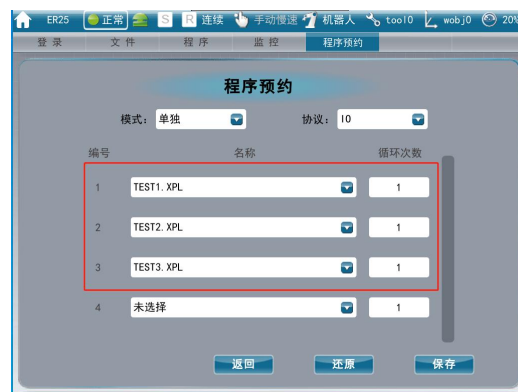 ER25 正常 S R 连续 手动慢速 机器人 tool0 wobj0 20%
登录 文件 程序 监控 程序预约
程序预约
模式： 单独 协议： IO
编号 名称 循环次数
1 TEST1.XPL 1
2 TEST2.XPL 1
3 TEST3.XPL 1
4 未选择 1
返回 还原 保存